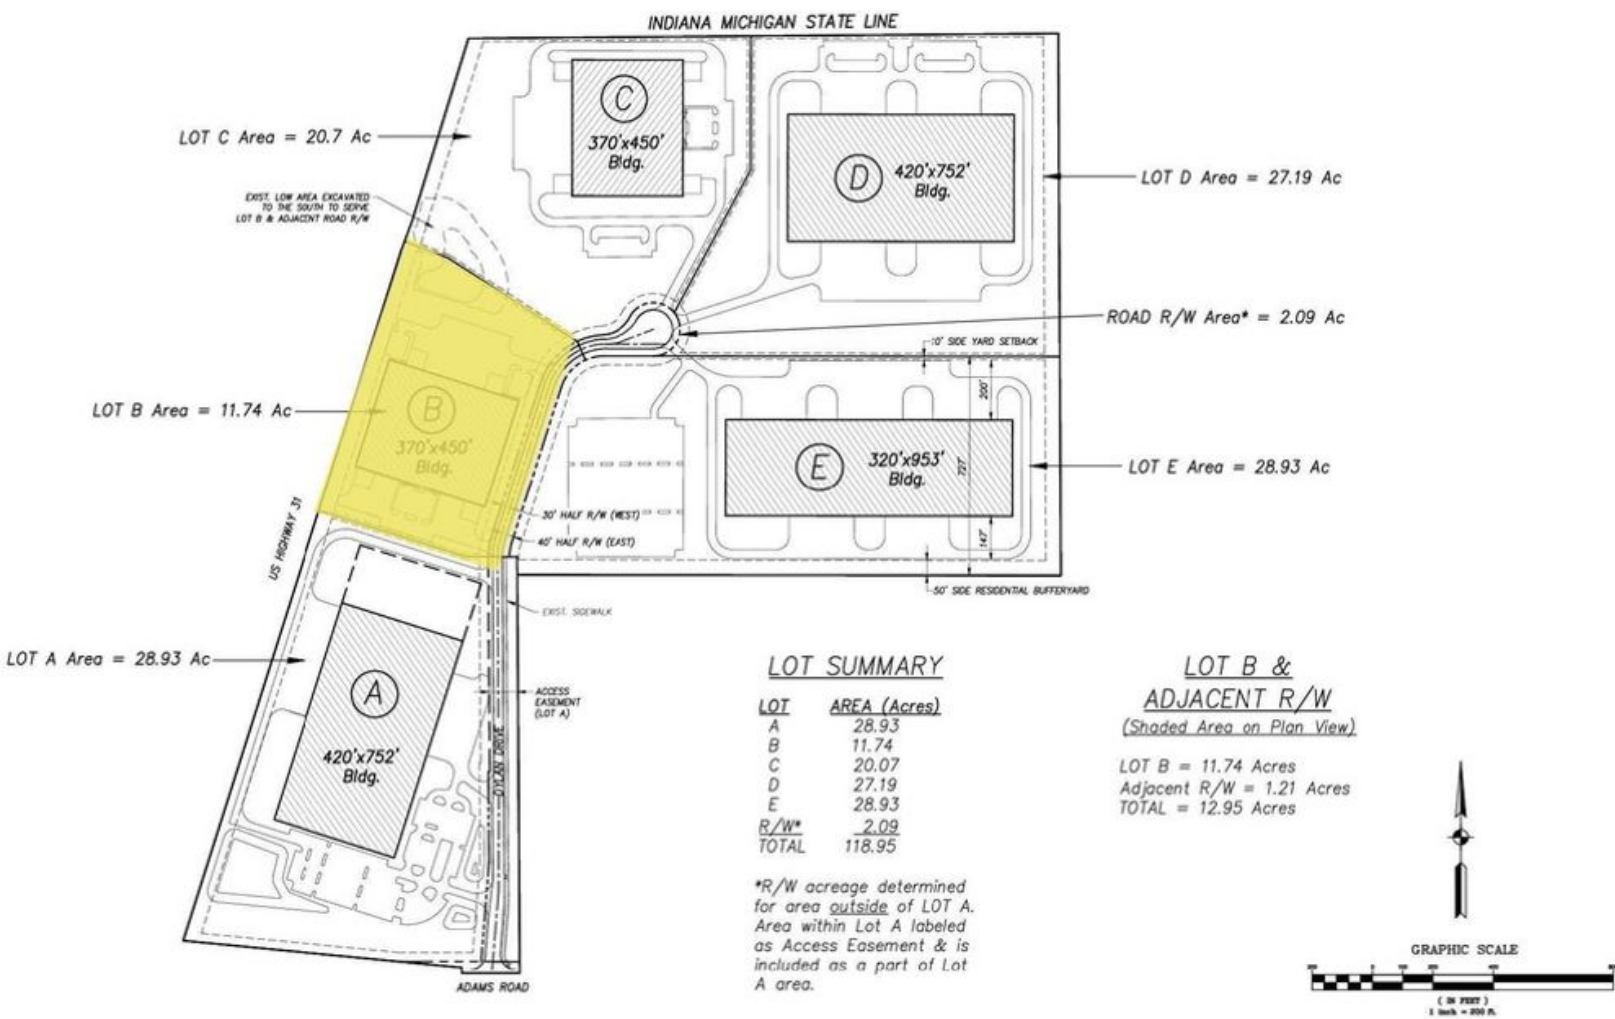 INDIANA MICHIGAN STATE LINE
LOT C Area = 20.7 Ac
C
370'x450'
Bldg.
D
420'x752'
Bldg.
LOT D Area = 27.19 Ac
EXIST. LOW AREA EXCAVATED
TO THE SOUTH TO SERVE
LOT B & ADJACENT ROAD R/W
ROAD R/W Area* = 2.09 Ac
0' SIDE YARD SETBACK
200'
LOT B Area = 11.74 Ac
B
370'x450'
Bldg.
E
320'x953'
Bldg.
727'
LOT E Area = 28.93 Ac
30' HALF R/W (WEST)
40' HALF R/W (EAST)
147'
US HIGHWAY 31
50' SIDE RESIDENTIAL BUFFERYARD
EXIST. SIDEWALK
LOT A Area = 28.93 Ac
A
420'x752'
Bldg.
ACCESS
EASEMENT
(LOT A)
DYLAN DRIVE
ADAMS ROAD
LOT SUMMARY
LOT AREA (Acres)
A 28.93
B 11.74
C 20.07
D 27.19
E 28.93
R/W* 2.09
TOTAL 118.95
*R/W acreage determined
for area outside of LOT A.
Area within Lot A labeled
as Access Easement & is
included as a part of Lot
A area.
LOT B &
ADJACENT R/W
(Shaded Area on Plan View)
LOT B = 11.74 Acres
Adjacent R/W = 1.21 Acres
TOTAL = 12.95 Acres
GRAPHIC SCALE
( IN FEET )
1 inch = 200 ft.